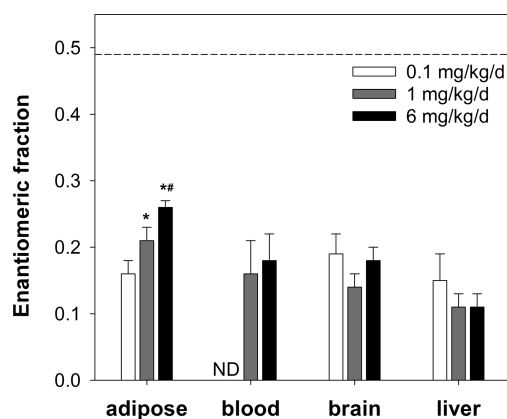 Enantiomeric fraction
0.5
0.4
0.3
0.2
0.1
0.0
0.1 mg/kg/d
1 mg/kg/d
6 mg/kg/d
*
*#
ND
adipose blood brain liver